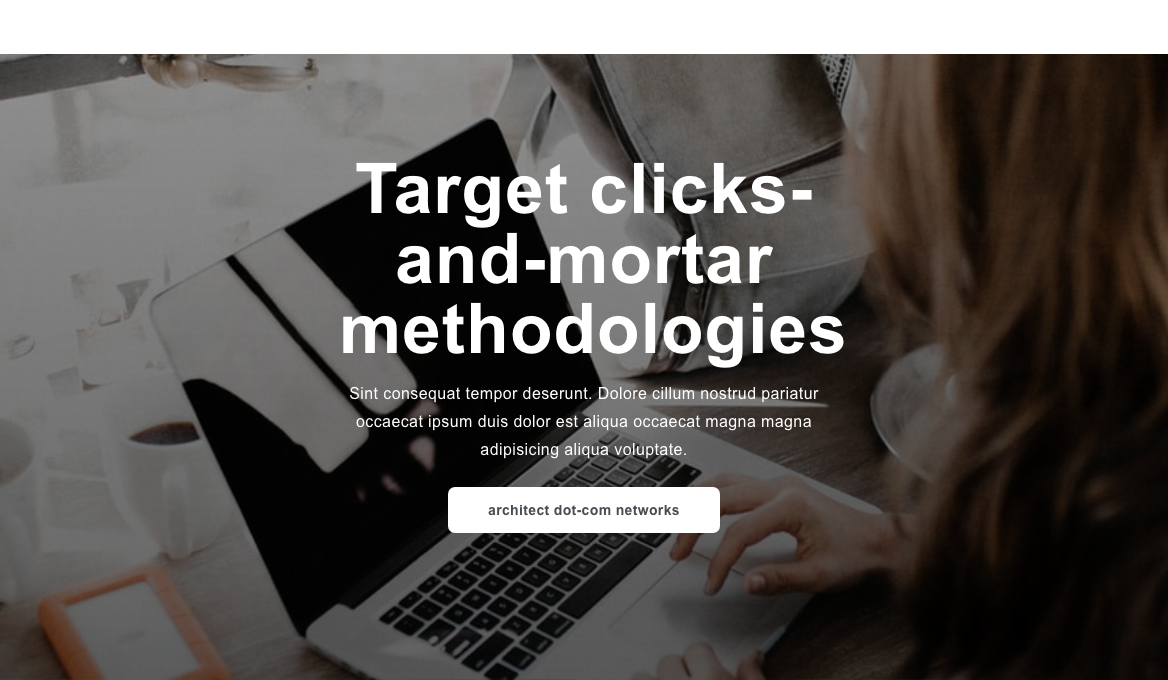 Target clicks-
and-mortar
methodologies
Sint consequat tempor deserunt. Dolore cillum nostrud pariatur
occaecat ipsum duis dolor est aliqua occaecat magna magna
adipisicing aliqua voluptate.
architect dot-com networks